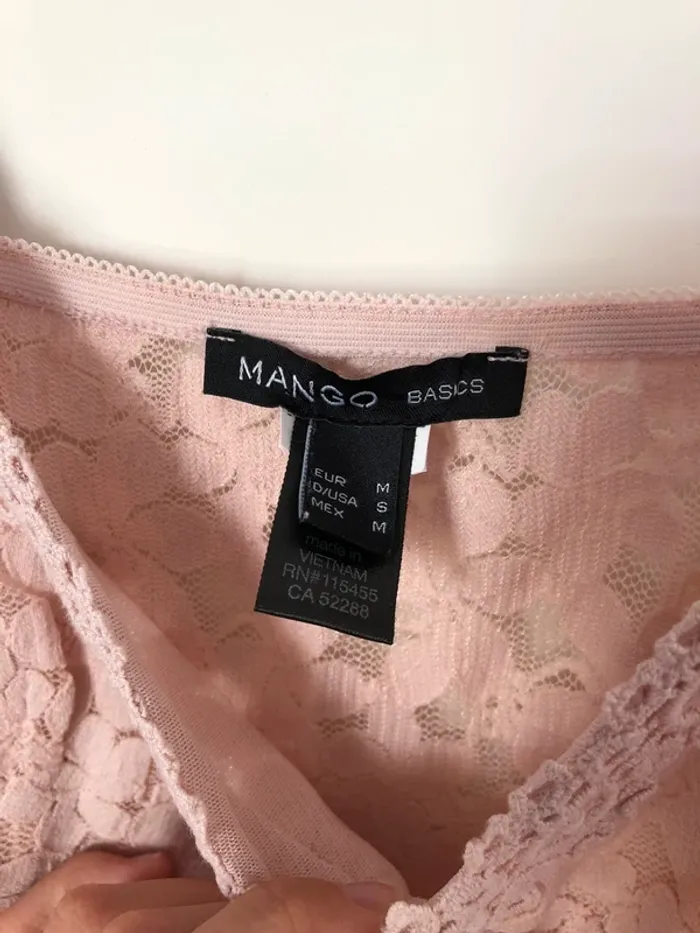 MANGO BASICS
EUR M
D/USA S
MEX M
made in
VIETNAM
RN#115455
CA 52288